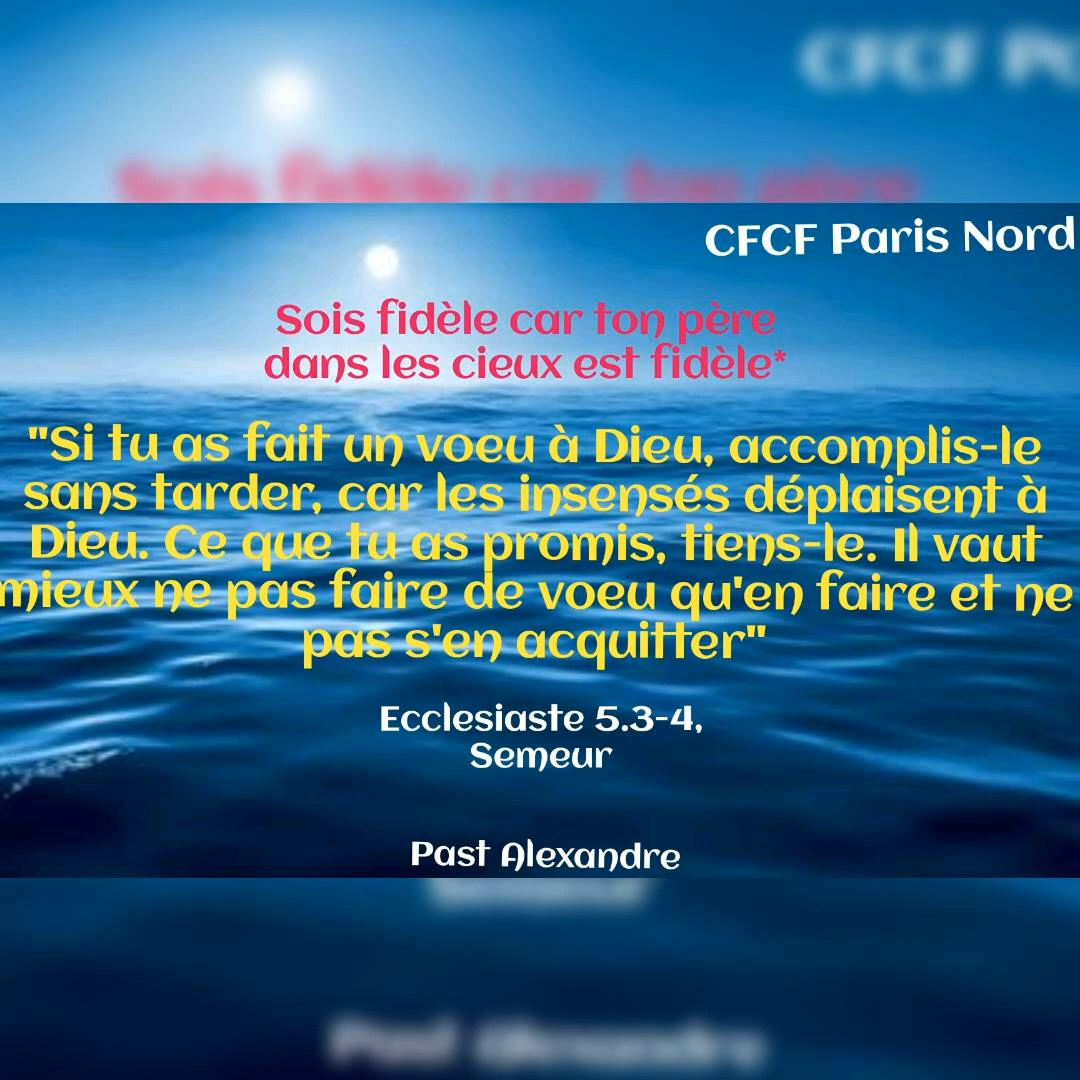 CFCF Paris Nord
Sois fidèle car ton père
dans les cieux est fidèle*
"Si tu as fait un voeu à Dieu, accomplis-le
sans tarder, car les insensés déplaisent à
Dieu. Ce que tu as promis, tiens-le. Il vaut
mieux ne pas faire de voeu qu'en faire et ne
pas s'en acquitter"
Ecclesiaste 5.3-4,
Semeur
Past Alexandre